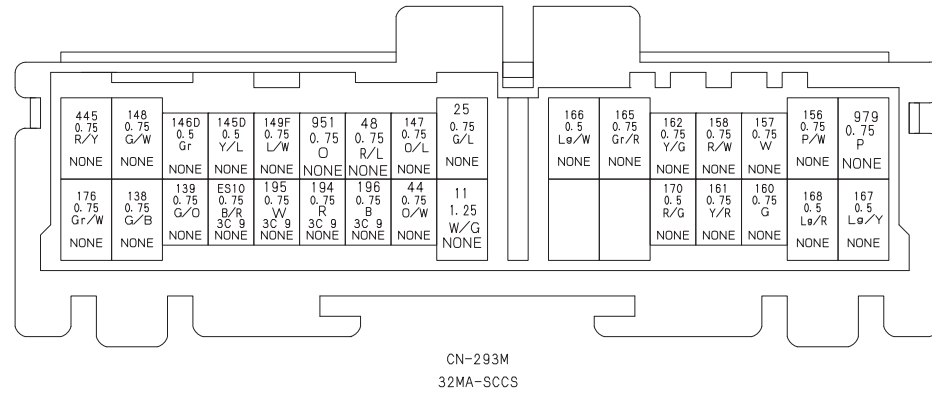 445
0.75
R/Y
NONE
148
0.75
G/W
NONE
146D
0.5
Gr
NONE
145D
0.5
Y/L
NONE
149F
0.75
L/W
NONE
951
0.75
O
NONE
48
0.75
R/L
NONE
147
0.75
O/L
NONE
25
0.75
G/L
NONE
166
0.5
Lg/W
NONE
165
0.75
Gr/R
NONE
162
0.75
Y/G
NONE
158
0.75
R/W
NONE
157
0.75
W
NONE
156
0.75
P/W
NONE
979
0.75
P
NONE
176
0.75
Gr/W
NONE
138
0.75
G/B
NONE
139
0.75
G/O
NONE
ES10
0.75
B/R
3C 9
NONE
195
0.75
W
3C 9
NONE
194
0.75
R
3C 9
NONE
196
0.75
B
3C 9
NONE
44
0.75
O/W
NONE
11
1.25
W/G
NONE
170
0.5
R/G
NONE
161
0.75
Y/R
NONE
160
0.75
G
NONE
168
0.5
Lg/R
NONE
167
0.5
Lg/Y
NONE
CN-293M
32MA-SCCS